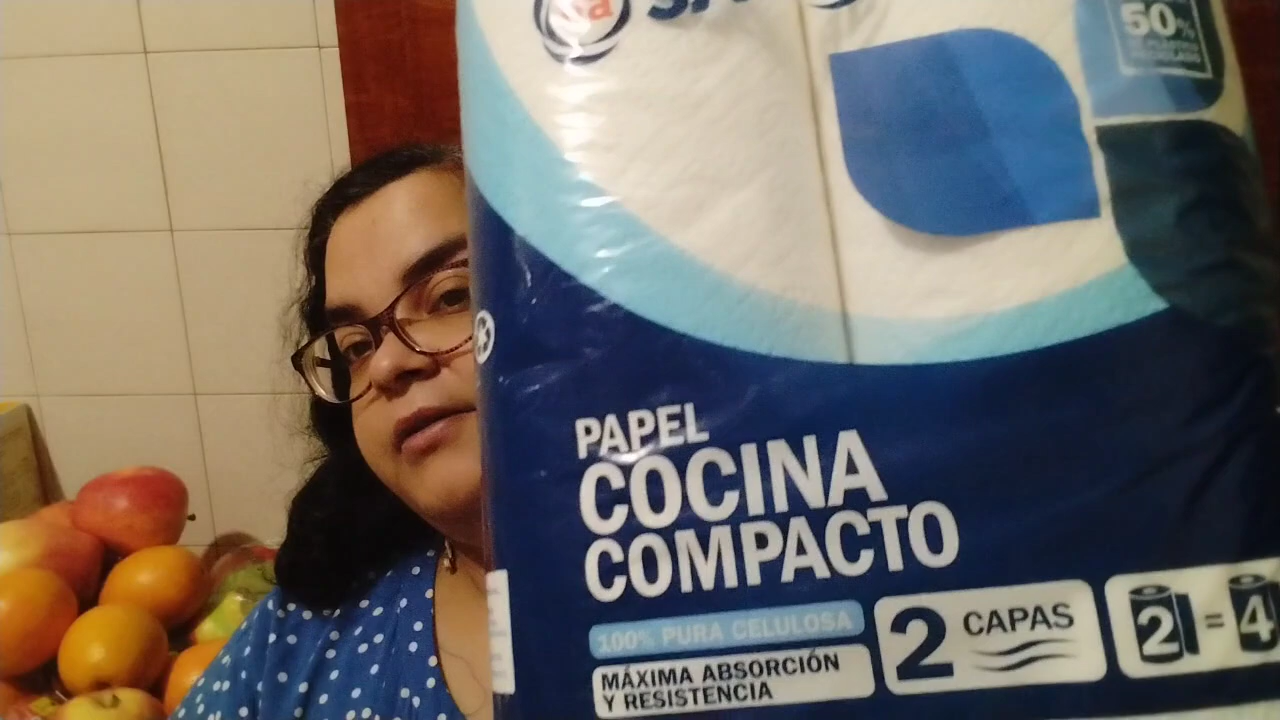 50%
PAPEL
COCINA
COMPACTO
100% PURA CELULOSA
MÁXIMA ABSORCIÓN
Y RESISTENCIA
2 CAPAS
2 = 4